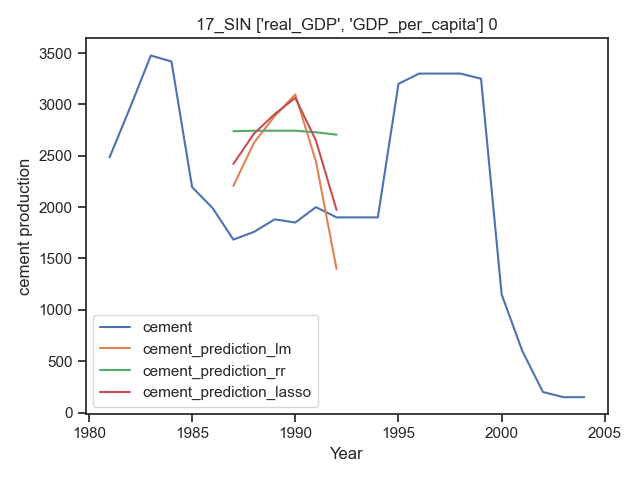 17_SIN ['real_GDP', 'GDP_per_capita'] 0
3500
3000
2500
2000
1500
1000
500
0
cement production
cement
cement_prediction_lm
cement_prediction_rr
cement_prediction_lasso
1980
1985
1990
1995
2000
2005
Year